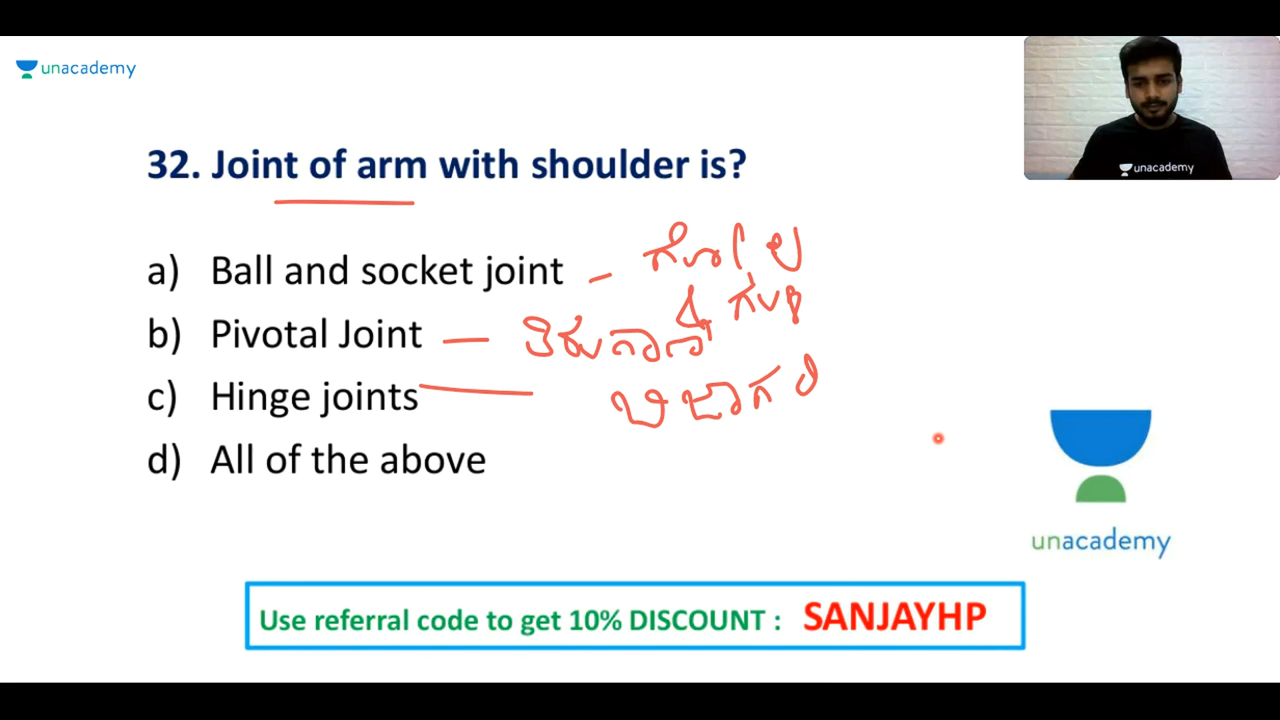 unacademy
unacademy
32. Joint of arm with shoulder is?
a) Ball and socket joint – ಗೋಲ
b) Pivotal Joint —
c) Hinge joints — ಬಿಜಾಗರಿ
d) All of the above
unacademy
Use referral code to get 10% DISCOUNT : SANJAYHP